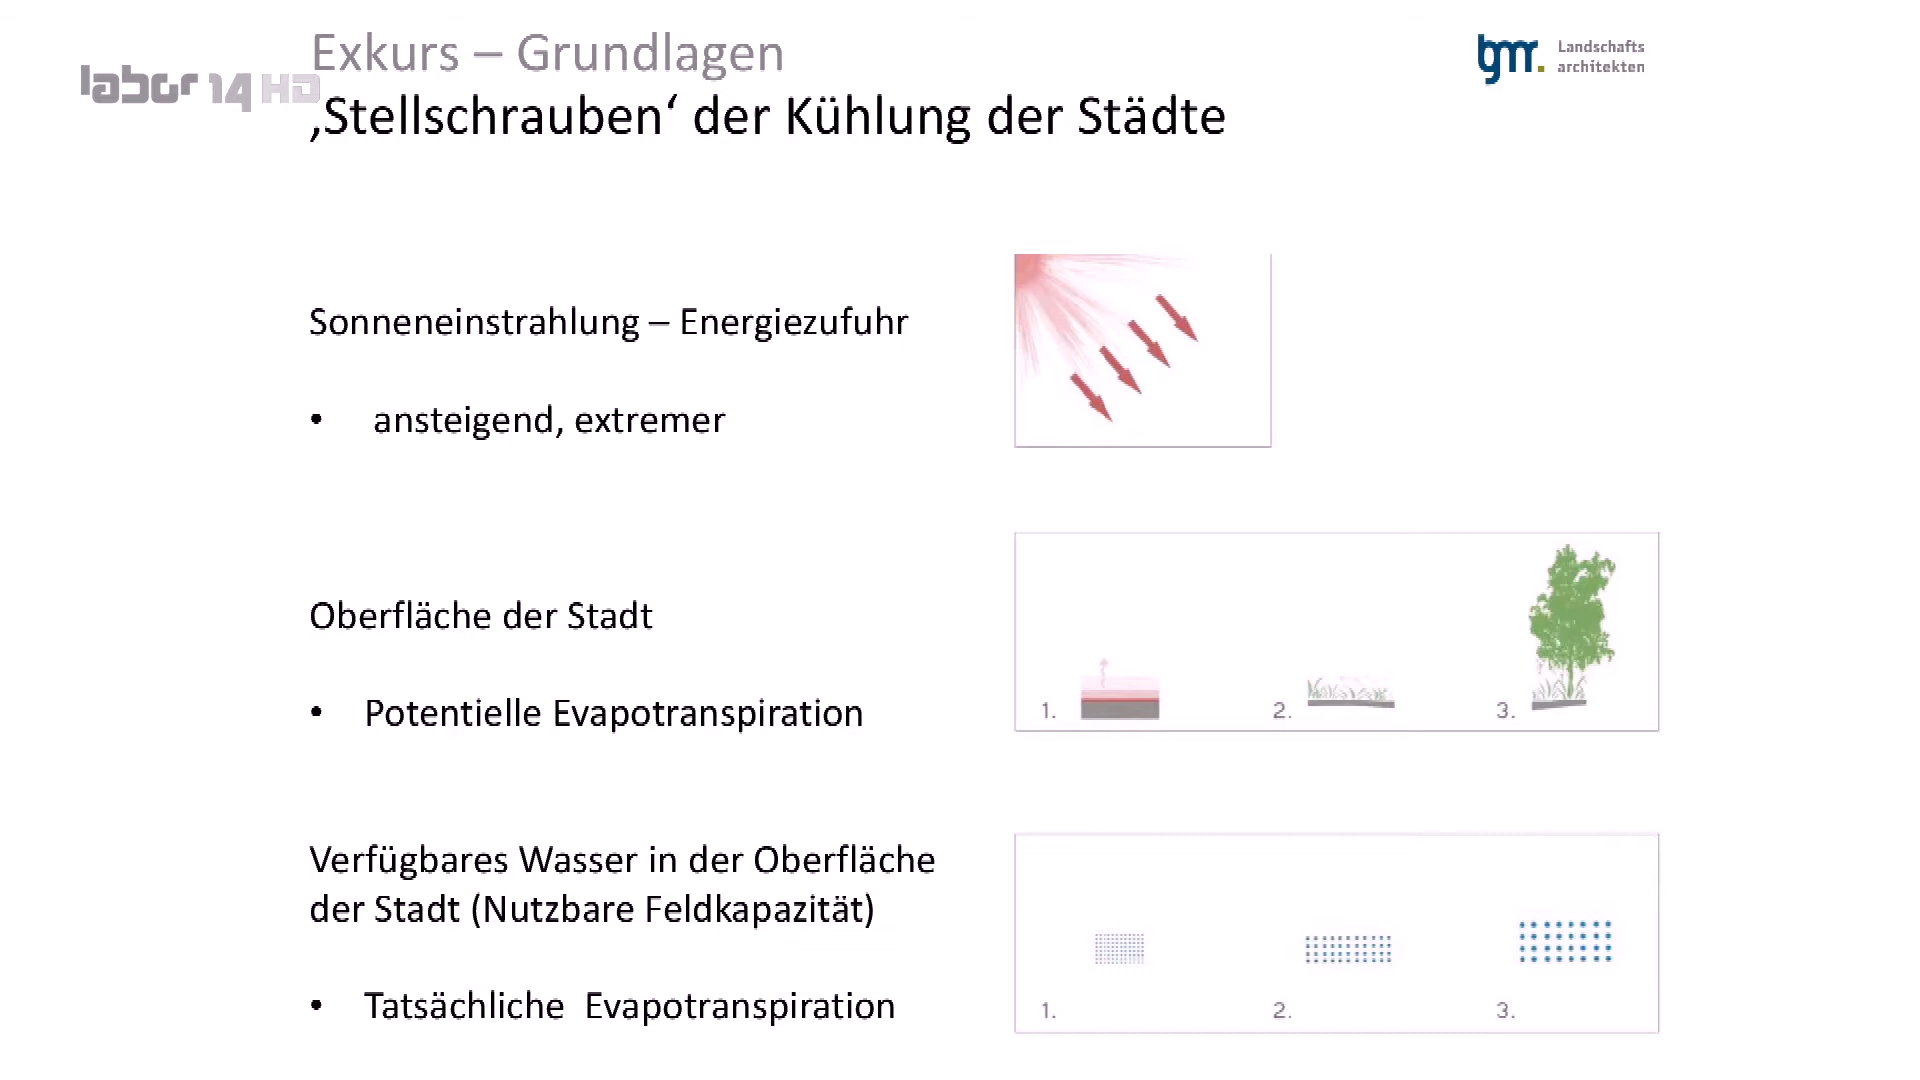 Exkurs – Grundlagen
labor 14 HD
‚Stellschrauben‘ der Kühlung der Städte
gmr.
Landschafts
architekten
Sonneneinstrahlung – Energiezufuhr
• ansteigend, extremer
Oberfläche der Stadt
• Potentielle Evapotranspiration
1. 2. 3.
Verfügbares Wasser in der Oberfläche
der Stadt (Nutzbare Feldkapazität)
• Tatsächliche Evapotranspiration
1. 2. 3.